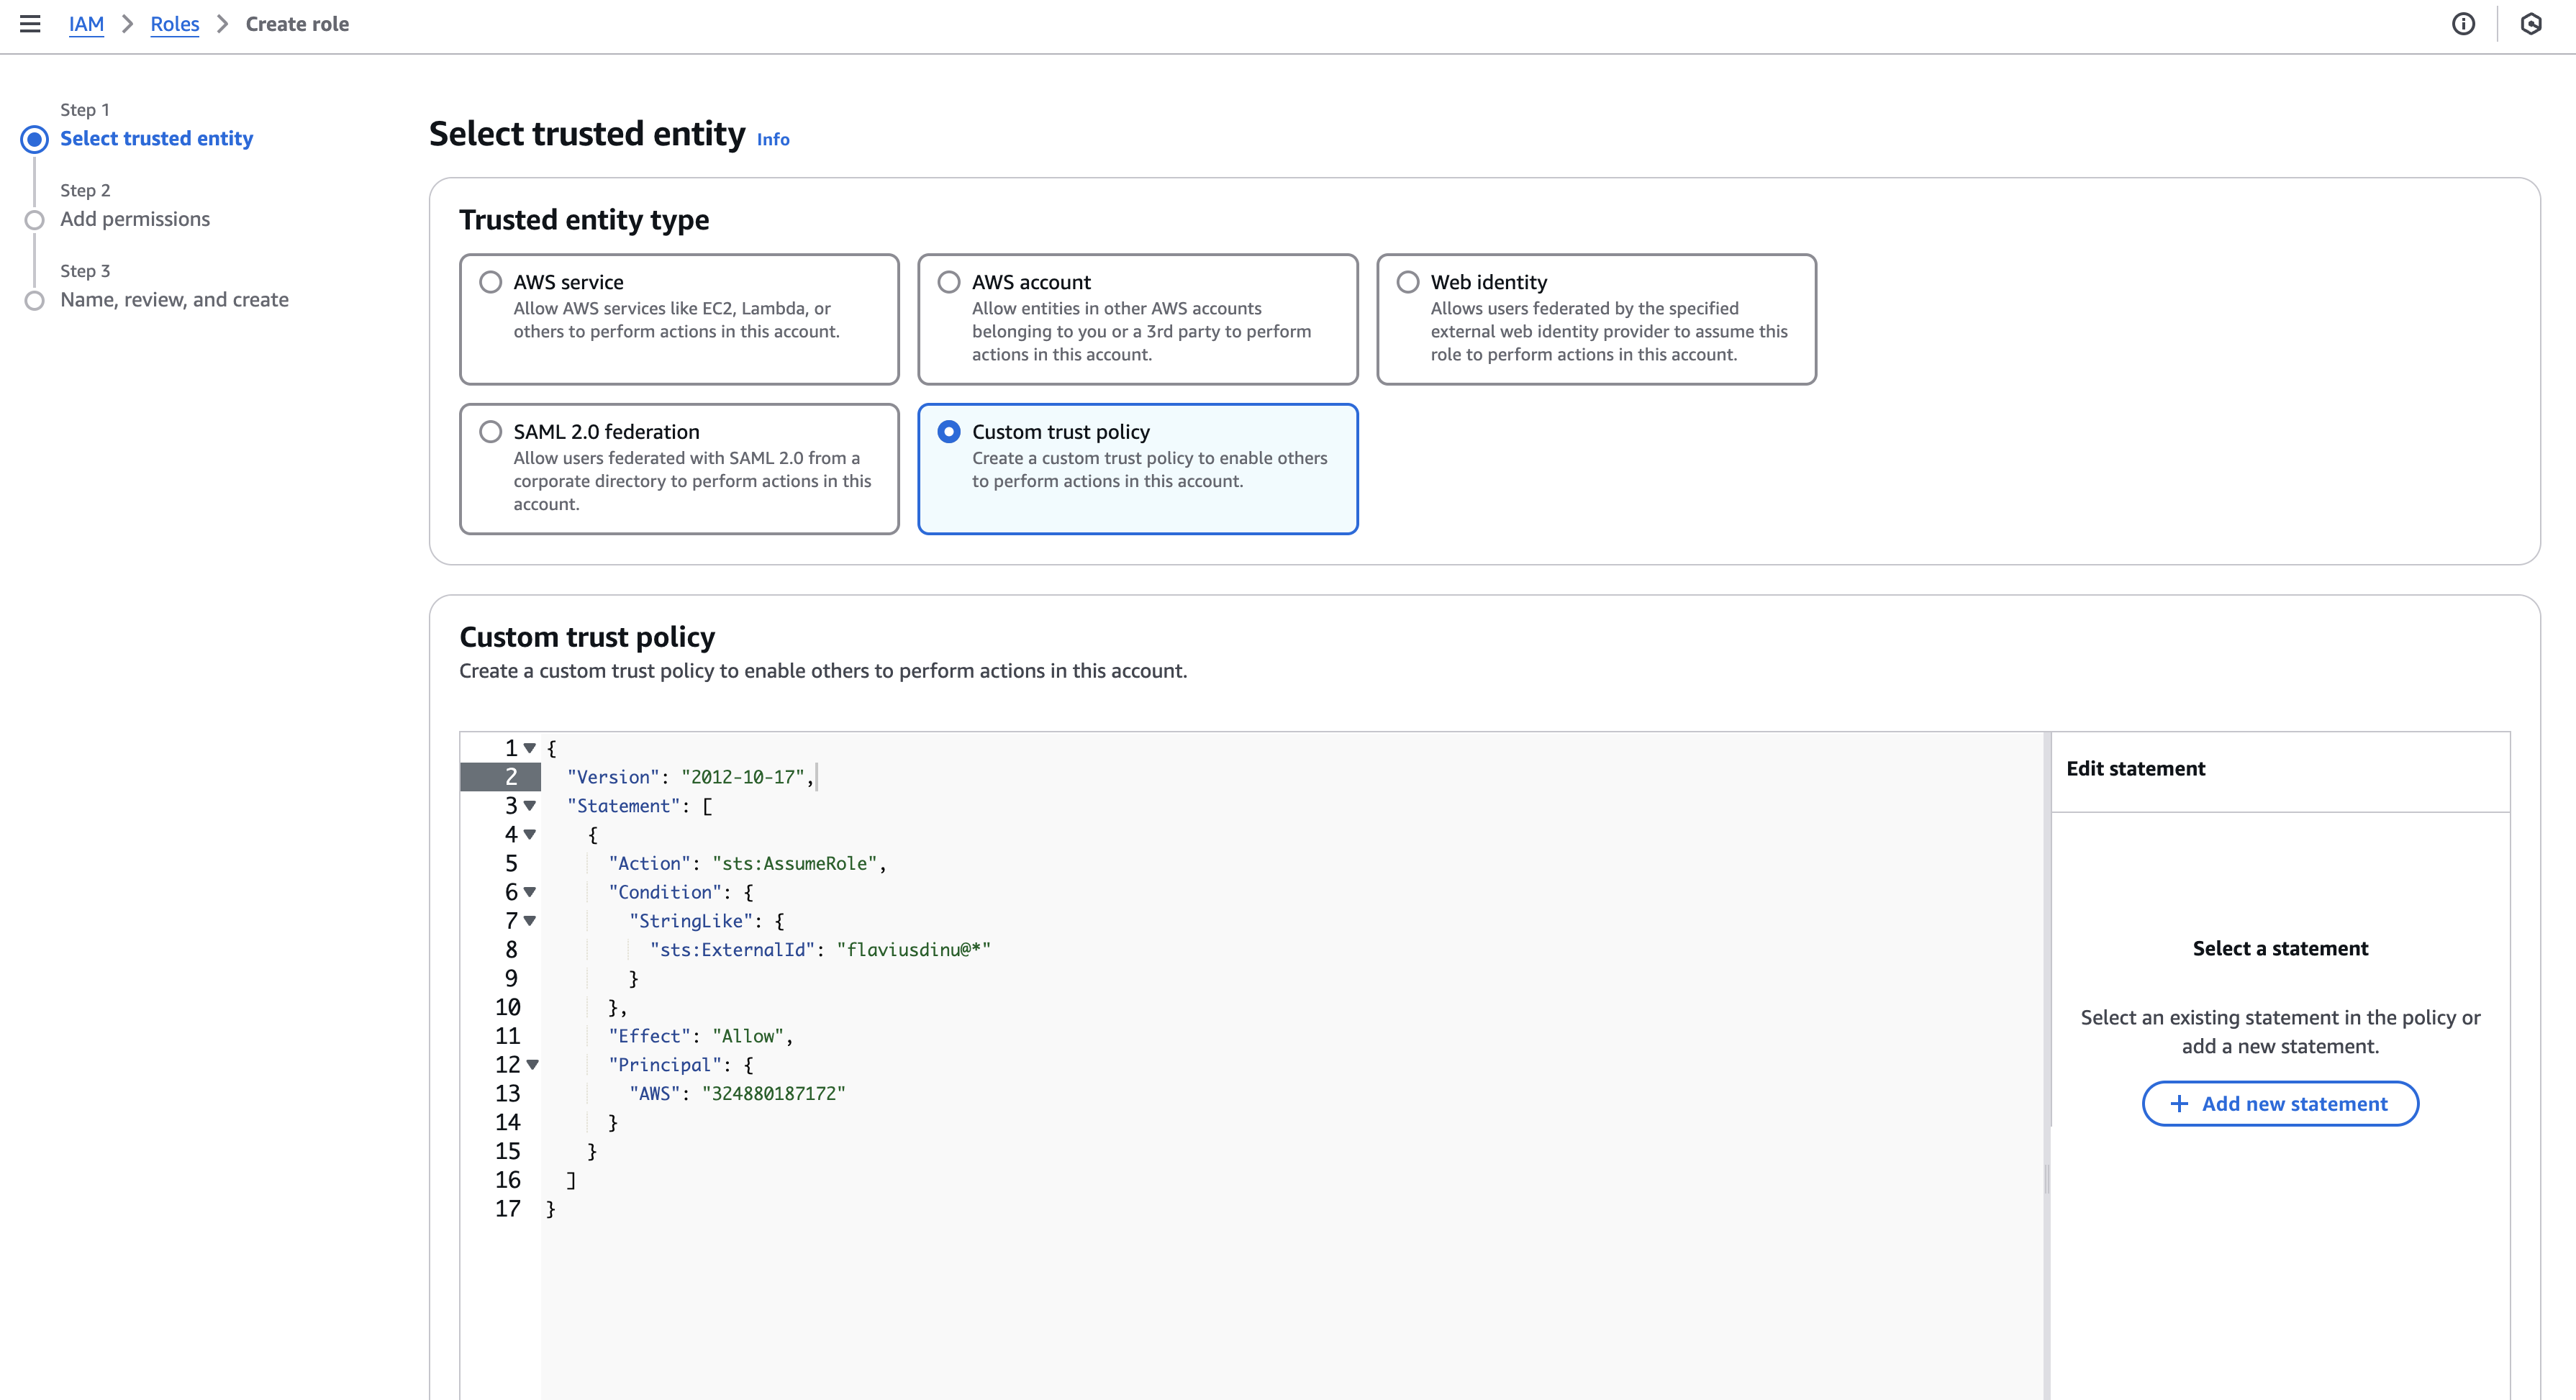 IAM > Roles > Create role
Step 1
Select trusted entity
Step 2
Add permissions
Step 3
Name, review, and create
Select trusted entity Info
Trusted entity type
AWS service
Allow AWS services like EC2, Lambda, or
others to perform actions in this account.
AWS account
Allow entities in other AWS accounts
belonging to you or a 3rd party to perform
actions in this account.
Web identity
Allows users federated by the specified
external web identity provider to assume this
role to perform actions in this account.
SAML 2.0 federation
Allow users federated with SAML 2.0 from a
corporate directory to perform actions in this
account.
Custom trust policy
Create a custom trust policy to enable others
to perform actions in this account.
Custom trust policy
Create a custom trust policy to enable others to perform actions in this account.
1 {
2 "Version": "2012-10-17",
3 "Statement": [
4 {
5 "Action": "sts:AssumeRole",
6 "Condition": {
7 "StringLike": {
8 "sts:ExternalId": "flaviusdinu@*"
9 }
10 },
11 "Effect": "Allow",
12 "Principal": {
13 "AWS": "324880187172"
14 }
15 }
16 ]
17 }
Edit statement
Select a statement
Select an existing statement in the policy or
add a new statement.
+ Add new statement